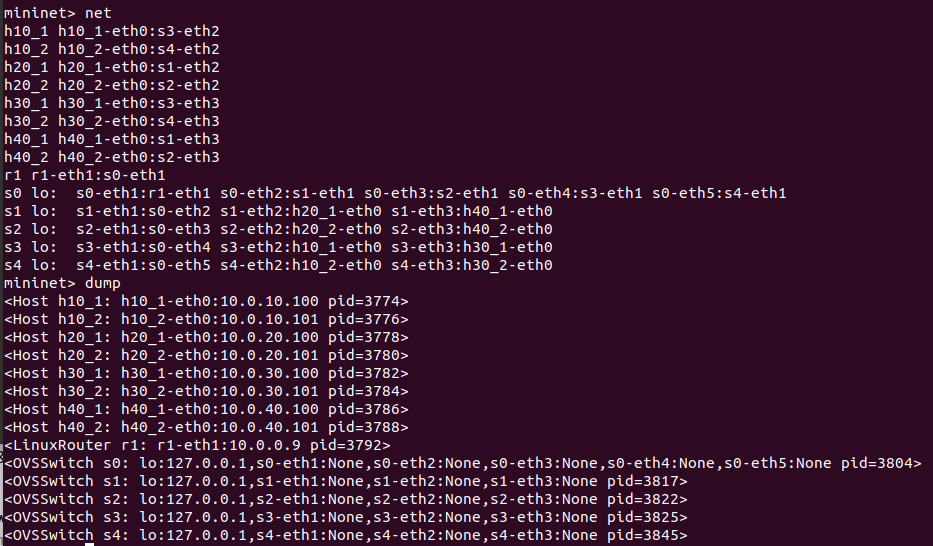 mininet> net
h10_1 h10_1-eth0:s3-eth2
h10_2 h10_2-eth0:s4-eth2
h20_1 h20_1-eth0:s1-eth2
h20_2 h20_2-eth0:s2-eth2
h30_1 h30_1-eth0:s3-eth3
h30_2 h30_2-eth0:s4-eth3
h40_1 h40_1-eth0:s1-eth3
h40_2 h40_2-eth0:s2-eth3
r1 r1-eth1:s0-eth1
s0 lo:  s0-eth1:r1-eth1 s0-eth2:s1-eth1 s0-eth3:s2-eth1 s0-eth4:s3-eth1 s0-eth5:s4-eth1
s1 lo:  s1-eth1:s0-eth2 s1-eth2:h20_1-eth0 s1-eth3:h40_1-eth0
s2 lo:  s2-eth1:s0-eth3 s2-eth2:h20_2-eth0 s2-eth3:h40_2-eth0
s3 lo:  s3-eth1:s0-eth4 s3-eth2:h10_1-eth0 s3-eth3:h30_1-eth0
s4 lo:  s4-eth1:s0-eth5 s4-eth2:h10_2-eth0 s4-eth3:h30_2-eth0
mininet> dump
<Host h10_1: h10_1-eth0:10.0.10.100 pid=3774>
<Host h10_2: h10_2-eth0:10.0.10.101 pid=3776>
<Host h20_1: h20_1-eth0:10.0.20.100 pid=3778>
<Host h20_2: h20_2-eth0:10.0.20.101 pid=3780>
<Host h30_1: h30_1-eth0:10.0.30.100 pid=3782>
<Host h30_2: h30_2-eth0:10.0.30.101 pid=3784>
<Host h40_1: h40_1-eth0:10.0.40.100 pid=3786>
<Host h40_2: h40_2-eth0:10.0.40.101 pid=3788>
<LinuxRouter r1: r1-eth1:10.0.0.9 pid=3792>
<OVSSwitch s0: lo:127.0.0.1,s0-eth1:None,s0-eth2:None,s0-eth3:None,s0-eth4:None,s0-eth5:None pid=3804>
<OVSSwitch s1: lo:127.0.0.1,s1-eth1:None,s1-eth2:None,s1-eth3:None pid=3817>
<OVSSwitch s2: lo:127.0.0.1,s2-eth1:None,s2-eth2:None,s2-eth3:None pid=3822>
<OVSSwitch s3: lo:127.0.0.1,s3-eth1:None,s3-eth2:None,s3-eth3:None pid=3825>
<OVSSwitch s4: lo:127.0.0.1,s4-eth1:None,s4-eth2:None,s4-eth3:None pid=3845>